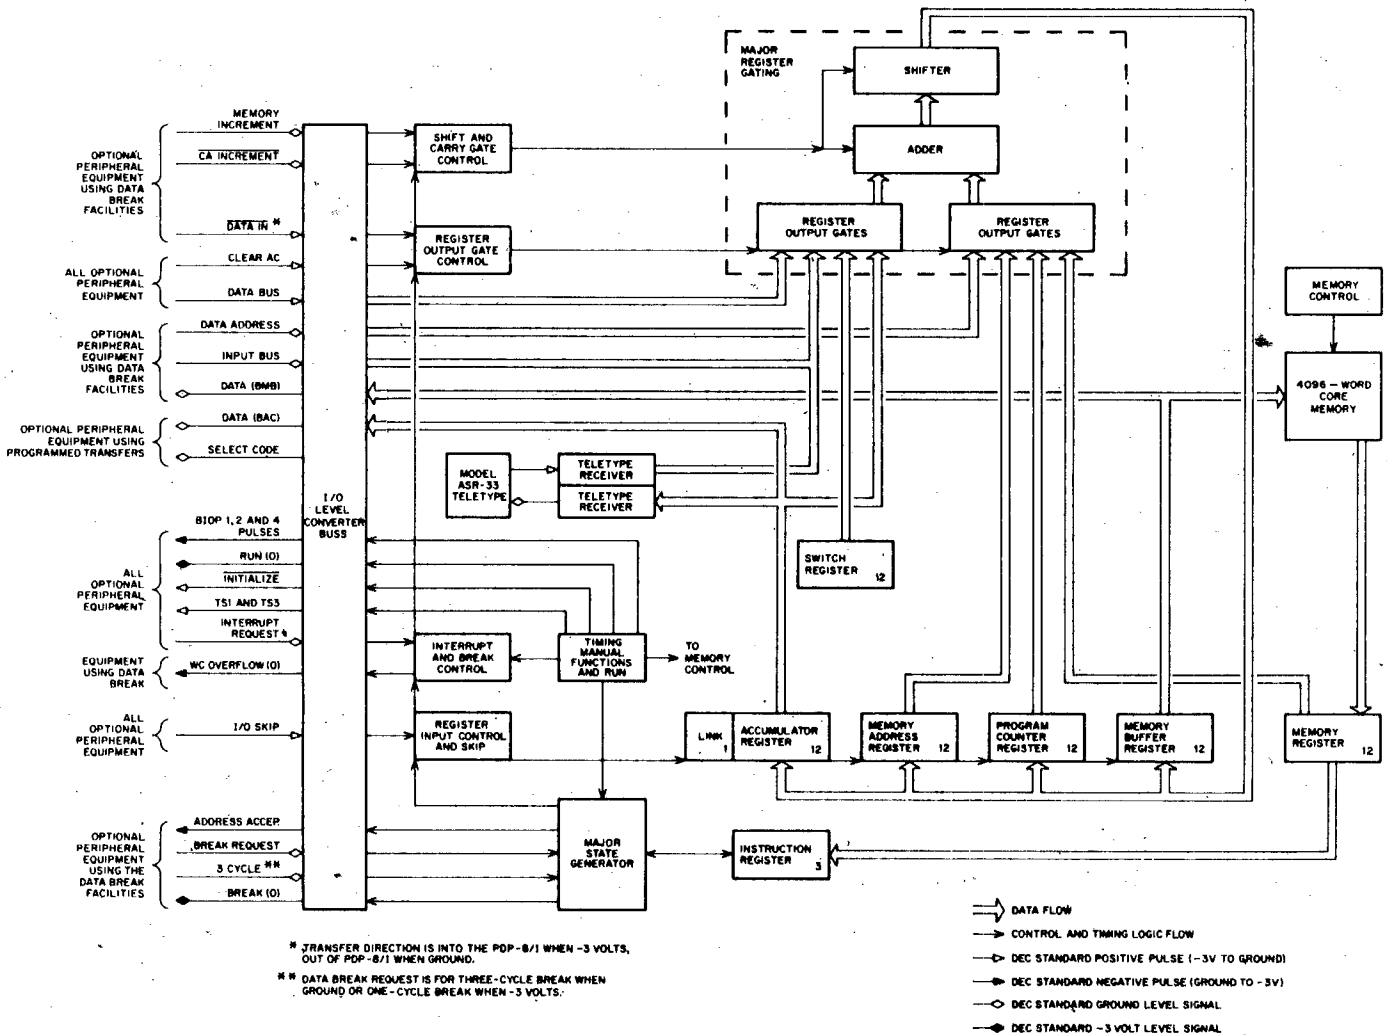 MAJOR
REGISTER
GATING
SHIFTER
ADDER
REGISTER
OUTPUT GATES
REGISTER
OUTPUT GATES
OPTIONAL
PERIPHERAL
EQUIPMENT
USING DATA
BREAK
FACILITIES
MEMORY
INCREMENT
CA INCREMENT
DATA IN *
SHIFT AND
CARRY GATE
CONTROL
REGISTER
OUTPUT GATE
CONTROL
ALL OPTIONAL
PERIPHERAL
EQUIPMENT
CLEAR AC
DATA BUS
OPTIONAL
PERIPHERAL
EQUIPMENT
USING DATA
BREAK
FACILITIES
DATA ADDRESS
INPUT BUS
DATA (BMB)
OPTIONAL PERIPHERAL
EQUIPMENT USING
PROGRAMMED TRANSFERS
DATA (BAC)
SELECT CODE
I/O
LEVEL
CONVERTER
BUSS
MODEL
ASR-33
TELETYPE
TELETYPE
RECEIVER
TELETYPE
RECEIVER
SWITCH
REGISTER 12
MEMORY
CONTROL
4096-WORD
CORE
MEMORY
ALL
OPTIONAL
PERIPHERAL
EQUIPMENT
BIOP 1, 2 AND 4
PULSES
RUN (0)
INITIALIZE
TS1 AND TS3
INTERRUPT
REQUEST *
EQUIPMENT
USING DATA
BREAK
WC OVERFLOW (0)
INTERRUPT
AND BREAK
CONTROL
TIMING
MANUAL
FUNCTIONS
AND RUN
TO
MEMORY
CONTROL
ALL
OPTIONAL
PERIPHERAL
EQUIPMENT
I/O SKIP
REGISTER
INPUT CONTROL
AND SKIP
LINK
1
ACCUMULATOR
REGISTER
12
MEMORY
ADDRESS
REGISTER 12
PROGRAM
COUNTER
REGISTER 12
MEMORY
BUFFER
REGISTER 12
MEMORY
REGISTER
12
OPTIONAL
PERIPHERAL
EQUIPMENT
USING THE
DATA BREAK
FACILITIES
ADDRESS ACCEP.
BREAK REQUEST
3 CYCLE **
BREAK (0)
MAJOR
STATE
GENERATOR
INSTRUCTION
REGISTER
3
* TRANSFER DIRECTION IS INTO THE PDP-8/I WHEN -3 VOLTS,
OUT OF PDP-8/I WHEN GROUND.
** DATA BREAK REQUEST IS FOR THREE-CYCLE BREAK WHEN
GROUND OR ONE-CYCLE BREAK WHEN -3 VOLTS.
DATA FLOW
CONTROL AND TIMING LOGIC FLOW
DEC STANDARD POSITIVE PULSE (-3V TO GROUND)
DEC STANDARD NEGATIVE PULSE (GROUND TO -3V)
DEC STANDARD GROUND LEVEL SIGNAL
DEC STANDARD -3 VOLT LEVEL SIGNAL